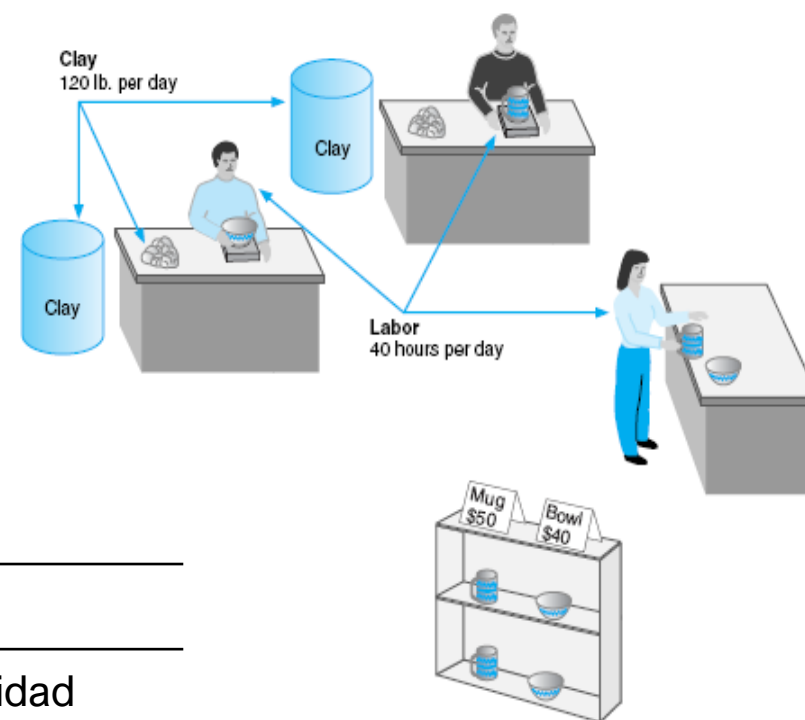 Clay
120 lb. per day
Clay
Clay
Labor
40 hours per day
Mug
$50
Bowl
$40
idad